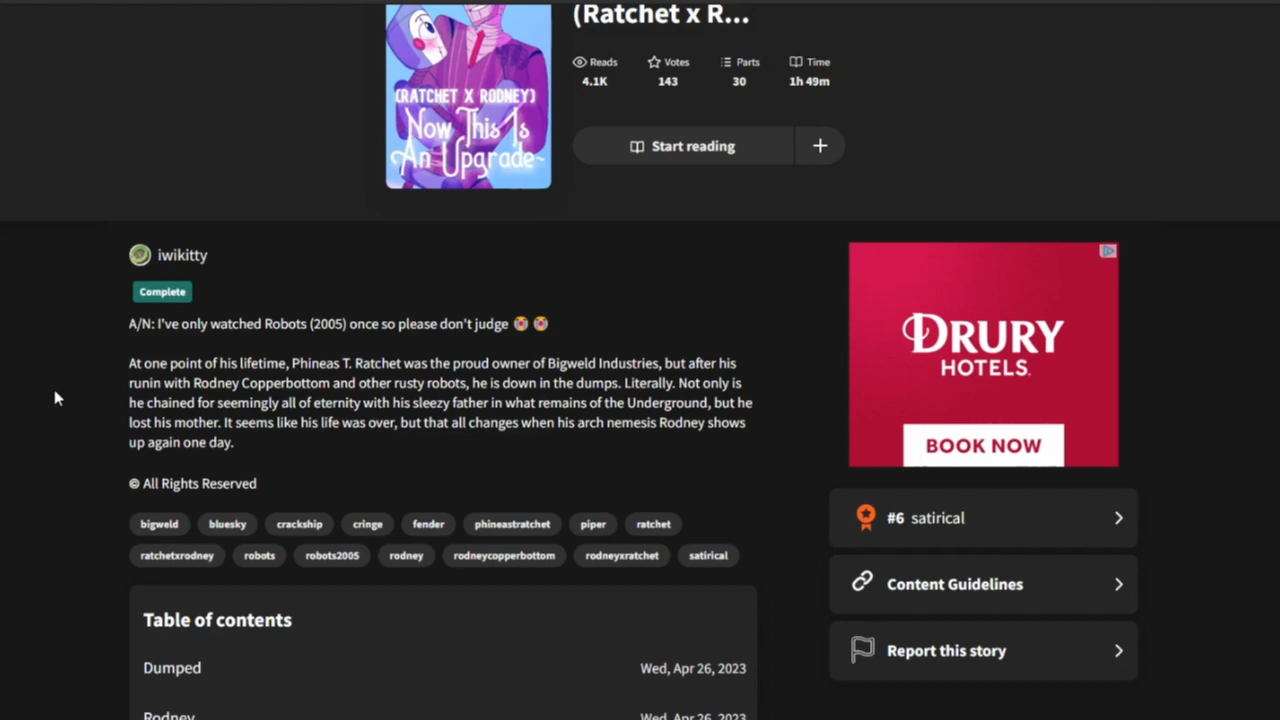 (Ratchet x R...
Reads Votes Parts Time
4.1K 143 30 1h 49m
(RATCHET X RODNEY)
Now This Is
An Upgrade~
Start reading +
iwikitty
Complete
A/N: I've only watched Robots (2005) once so please don't judge
At one point of his lifetime, Phineas T. Ratchet was the proud owner of Bigweld Industries, but after his
runin with Rodney Copperbottom and other rusty robots, he is down in the dumps. Literally. Not only is
he chained for seemingly all of eternity with his sleezy father in what remains of the Underground, but he
lost his mother. It seems like his life was over, but that all changes when his arch nemesis Rodney shows
up again one day.
© All Rights Reserved
bigweld bluesky crackship cringe fender phineastratchet piper ratchet
ratchetxrodney robots robots2005 rodney rodneycopperbottom rodneyxratchet satirical
Table of contents
Dumped Wed, Apr 26, 2023
Rodney Wed, Apr 26, 2023
DRURY
HOTELS.
BOOK NOW
#6 satirical
Content Guidelines
Report this story